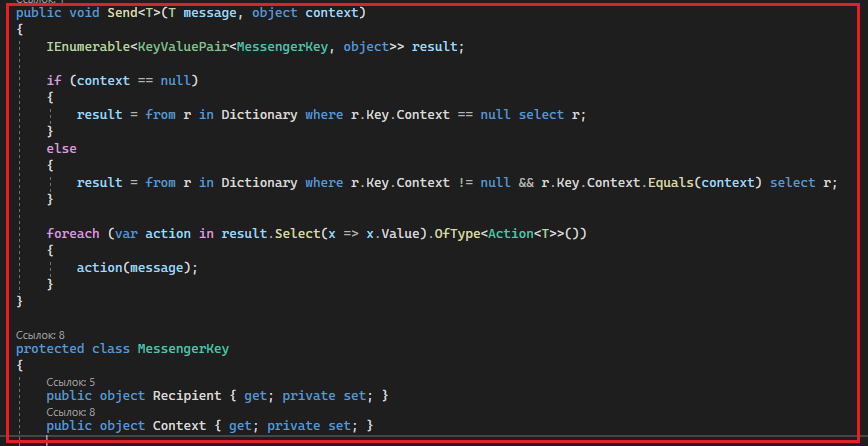 public void Send<T>(T message, object context)
{
IEnumerable<KeyValuePair<MessengerKey, object>> result;
if (context == null)
{
result = from r in Dictionary where r.Key.Context == null select r;
}
else
{
result = from r in Dictionary where r.Key.Context != null && r.Key.Context.Equals(context) select r;
}
foreach (var action in result.Select(x => x.Value).OfType<Action<T>>())
{
action(message);
}
}
Ссылок: 8
protected class MessengerKey
{
Ссылок: 5
public object Recipient { get; private set; }
Ссылок: 8
public object Context { get; private set; }